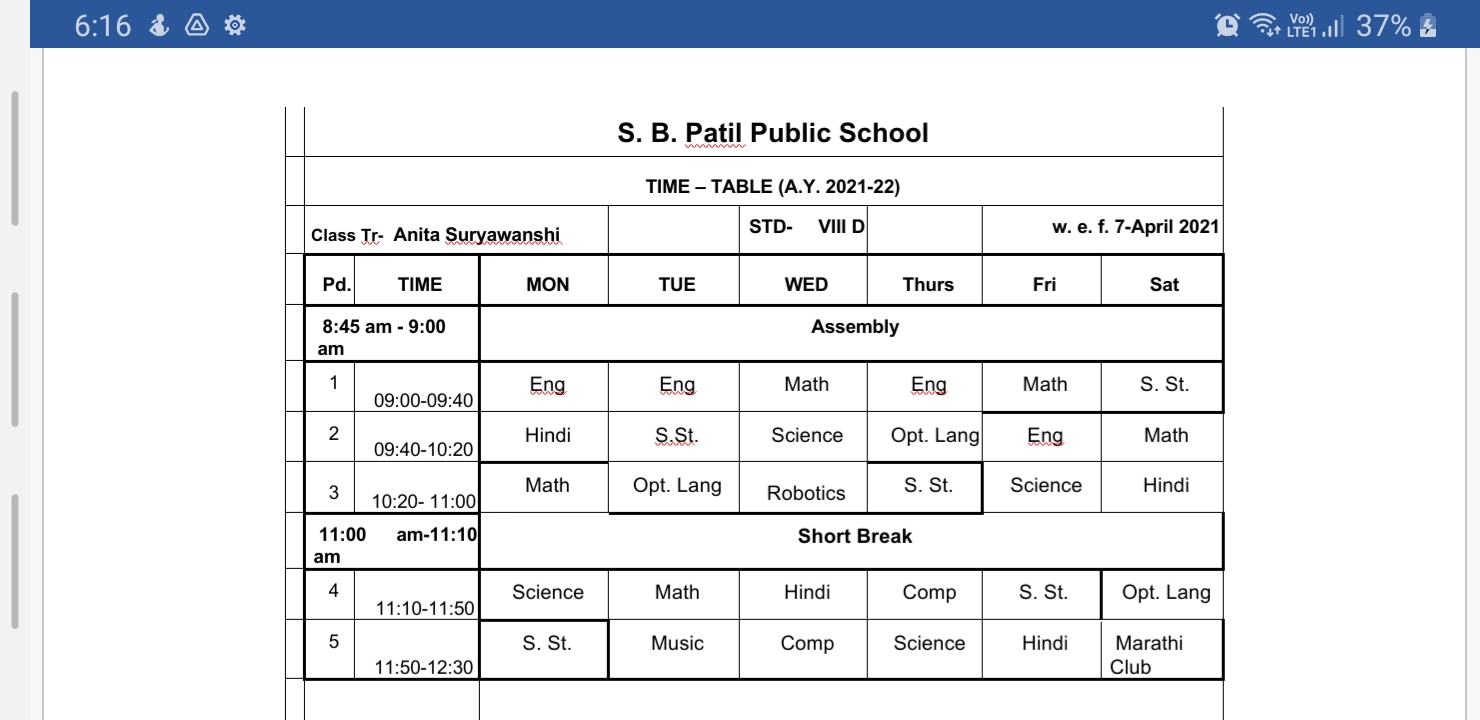 6:16 Vo)) LTE1 37%
S. B. Patil Public School
TIME – TABLE (A.Y. 2021-22)
Class Tr- Anita Suryawanshi STD- VIII D w. e. f. 7-April 2021
Pd. TIME MON TUE WED Thurs Fri Sat
8:45 am - 9:00 am Assembly
1 09:00-09:40 Eng Eng Math Eng Math S. St.
2 09:40-10:20 Hindi S.St. Science Opt. Lang Eng Math
3 10:20- 11:00 Math Opt. Lang Robotics S. St. Science Hindi
11:00 am-11:10 am Short Break
4 11:10-11:50 Science Math Hindi Comp S. St. Opt. Lang
5 11:50-12:30 S. St. Music Comp Science Hindi Marathi Club